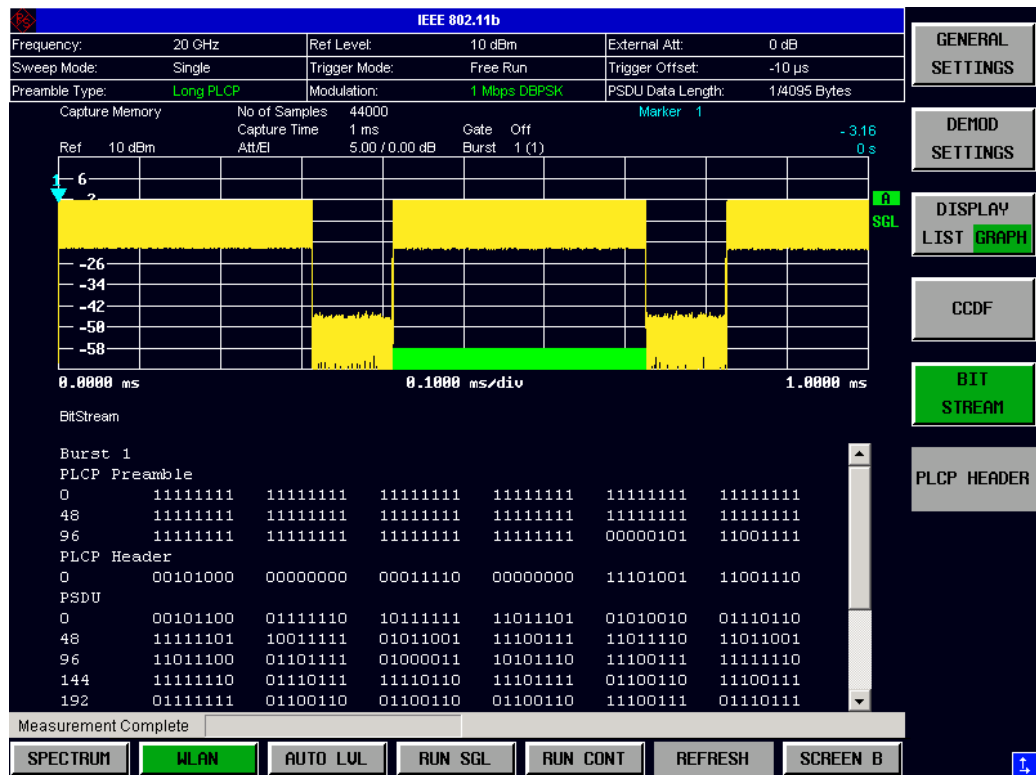 IEEE 802.11b
Frequency: 20 GHz Ref Level: 10 dBm External Att: 0 dB
Sweep Mode: Single Trigger Mode: Free Run Trigger Offset: -10 µs
Preamble Type: Long PLCP Modulation: 1 Mbps DBPSK PSDU Data Length: 1/4095 Bytes
Capture Memory No of Samples 44000 Marker 1
Capture Time 1 ms Gate Off - 3.16
Ref 10 dBm Att/El 5.00 / 0.00 dB Burst 1 (1) 0 s
1
6
-2
-26
-34
-42
-50
-58
A
SGL
0.0000 ms 0.1000 ms/div 1.0000 ms
BitStream
Burst 1
PLCP Preamble
0 11111111 11111111 11111111 11111111 11111111 11111111
48 11111111 11111111 11111111 11111111 11111111 11111111
96 11111111 11111111 11111111 11111111 00000101 11001111
PLCP Header
0 00101000 00000000 00011110 00000000 11101001 11001110
PSDU
0 00101100 01111110 10111111 11011101 01010010 01110110
48 11111101 10011111 01011001 11100111 11011110 11011001
96 11011100 01101111 01000011 10101110 11100111 11111110
144 11111110 01110111 11110110 11101111 01100110 11100111
192 01111111 01100110 01100110 01100110 11100111 01110111
Measurement Complete
SPECTRUM WLAN AUTO LVL RUN SGL RUN CONT REFRESH SCREEN B
GENERAL
SETTINGS
DEMOD
SETTINGS
DISPLAY
LIST GRAPH
CCDF
BIT
STREAM
PLCP HEADER